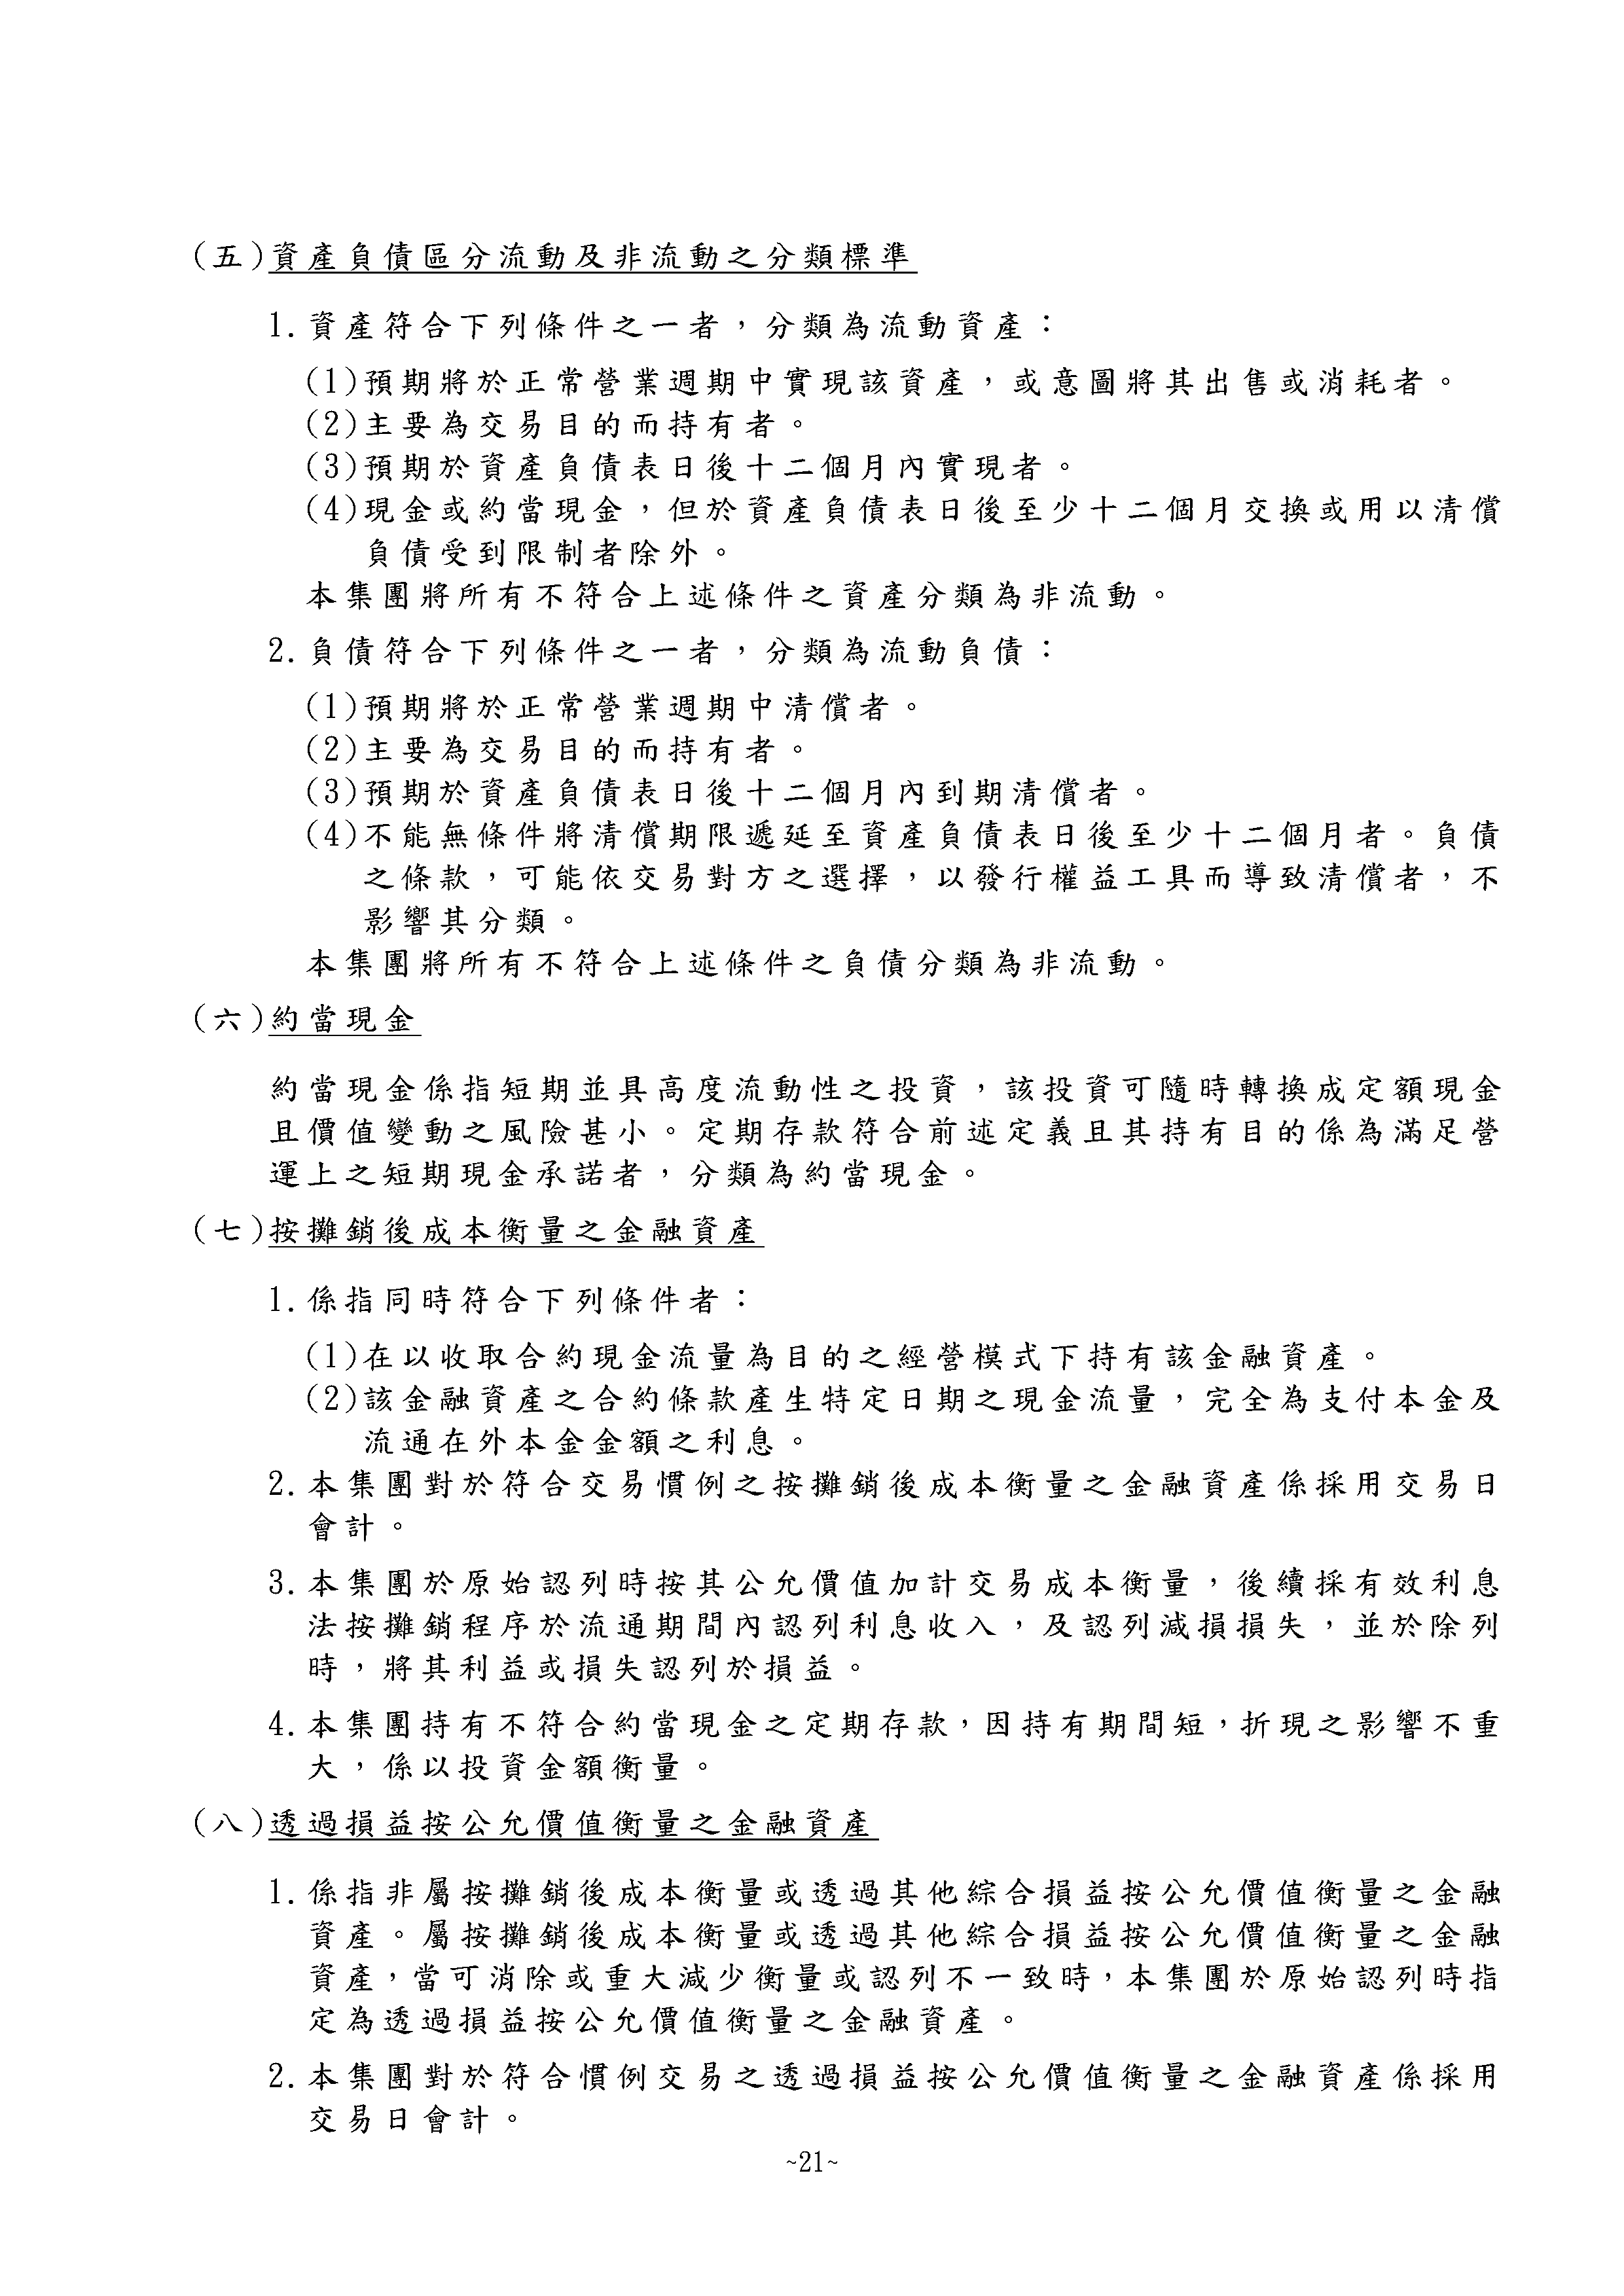 (五)資產負債區分流動及非流動之分類標準
1.資產符合下列條件之一者，分類為流動資產：
(1)預期將於正常營業週期中實現該資產，或意圖將其出售或消耗者。
(2)主要為交易目的而持有者。
(3)預期於資產負債表日後十二個月內實現者。
(4)現金或約當現金，但於資產負債表日後至少十二個月交換或用以清償
負債受到限制者除外。
本集團將所有不符合上述條件之資產分類為非流動。
2.負債符合下列條件之一者，分類為流動負債：
(1)預期將於正常營業週期中清償者。
(2)主要為交易目的而持有者。
(3)預期於資產負債表日後十二個月內到期清償者。
(4)不能無條件將清償期限遞延至資產負債表日後至少十二個月者。負債
之條款，可能依交易對方之選擇，以發行權益工具而導致清償者，不
影響其分類。
本集團將所有不符合上述條件之負債分類為非流動。
(六)約當現金
約當現金係指短期並具高度流動性之投資，該投資可隨時轉換成定額現金
且價值變動之風險甚小。定期存款符合前述定義且其持有目的係為滿足營
運上之短期現金承諾者，分類為約當現金。
(七)按攤銷後成本衡量之金融資產
1.係指同時符合下列條件者：
(1)在以收取合約現金流量為目的之經營模式下持有該金融資產。
(2)該金融資產之合約條款產生特定日期之現金流量，完全為支付本金及
流通在外本金金額之利息。
2.本集團對於符合交易慣例之按攤銷後成本衡量之金融資產係採用交易日
會計。
3.本集團於原始認列時按其公允價值加計交易成本衡量，後續採有效利息
法按攤銷程序於流通期間內認列利息收入，及認列減損損失，並於除列
時，將其利益或損失認列於損益。
4.本集團持有不符合約當現金之定期存款，因持有期間短，折現之影響不重
大，係以投資金額衡量。
(八)透過損益按公允價值衡量之金融資產
1.係指非屬按攤銷後成本衡量或透過其他綜合損益按公允價值衡量之金融
資產。屬按攤銷後成本衡量或透過其他綜合損益按公允價值衡量之金融
資產，當可消除或重大減少衡量或認列不一致時，本集團於原始認列時指
定為透過損益按公允價值衡量之金融資產。
2.本集團對於符合慣例交易之透過損益按公允價值衡量之金融資產係採用
交易日會計。
~21~